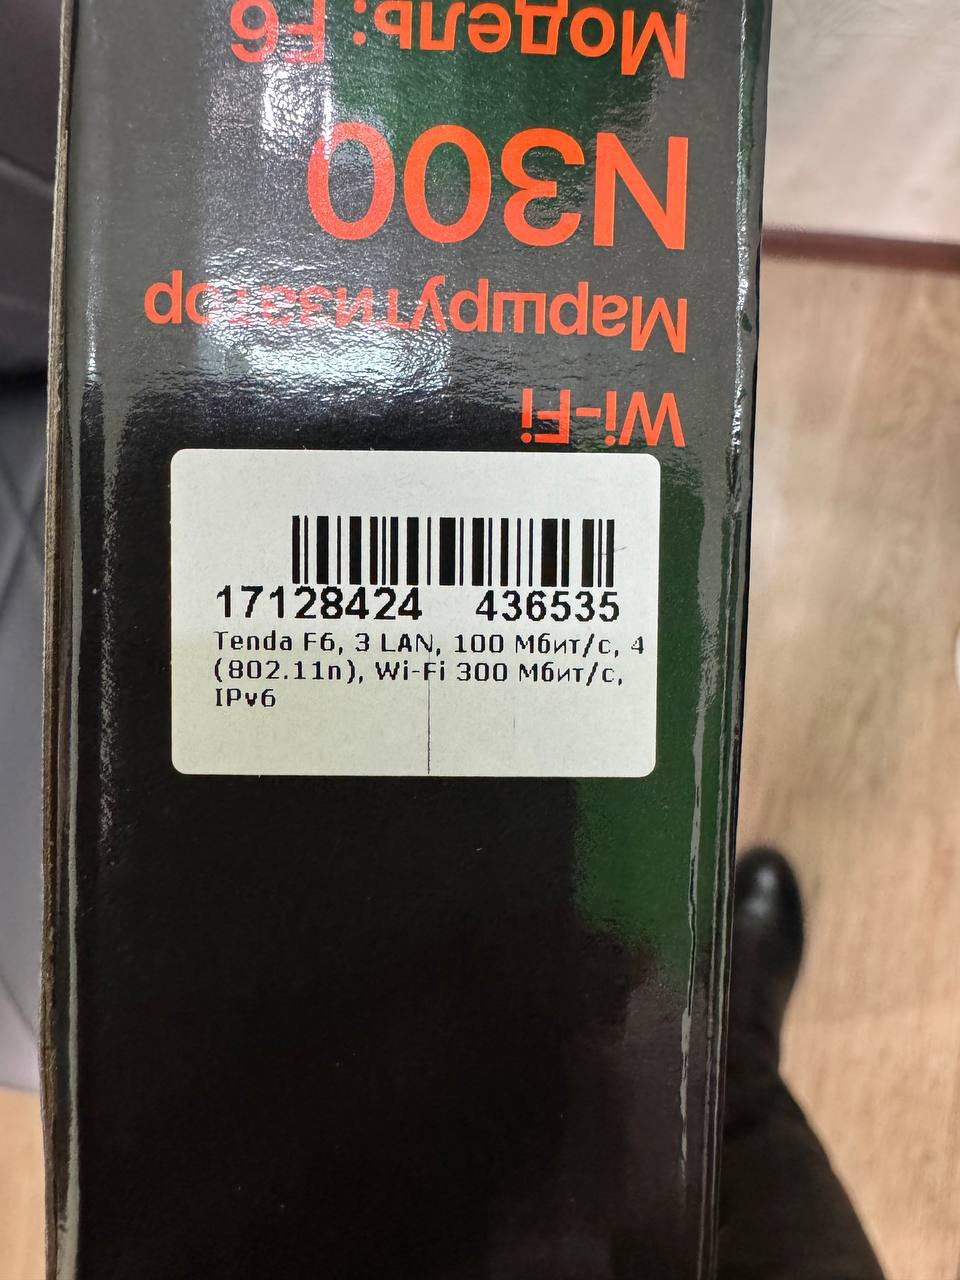 Wi-Fi
Маршрутизатор
N300
Модель: F6
17128424 436535
Tenda F6, 3 LAN, 100 Мбит/с, 4
(802.11n), Wi-Fi 300 Мбит/с,
IPv6